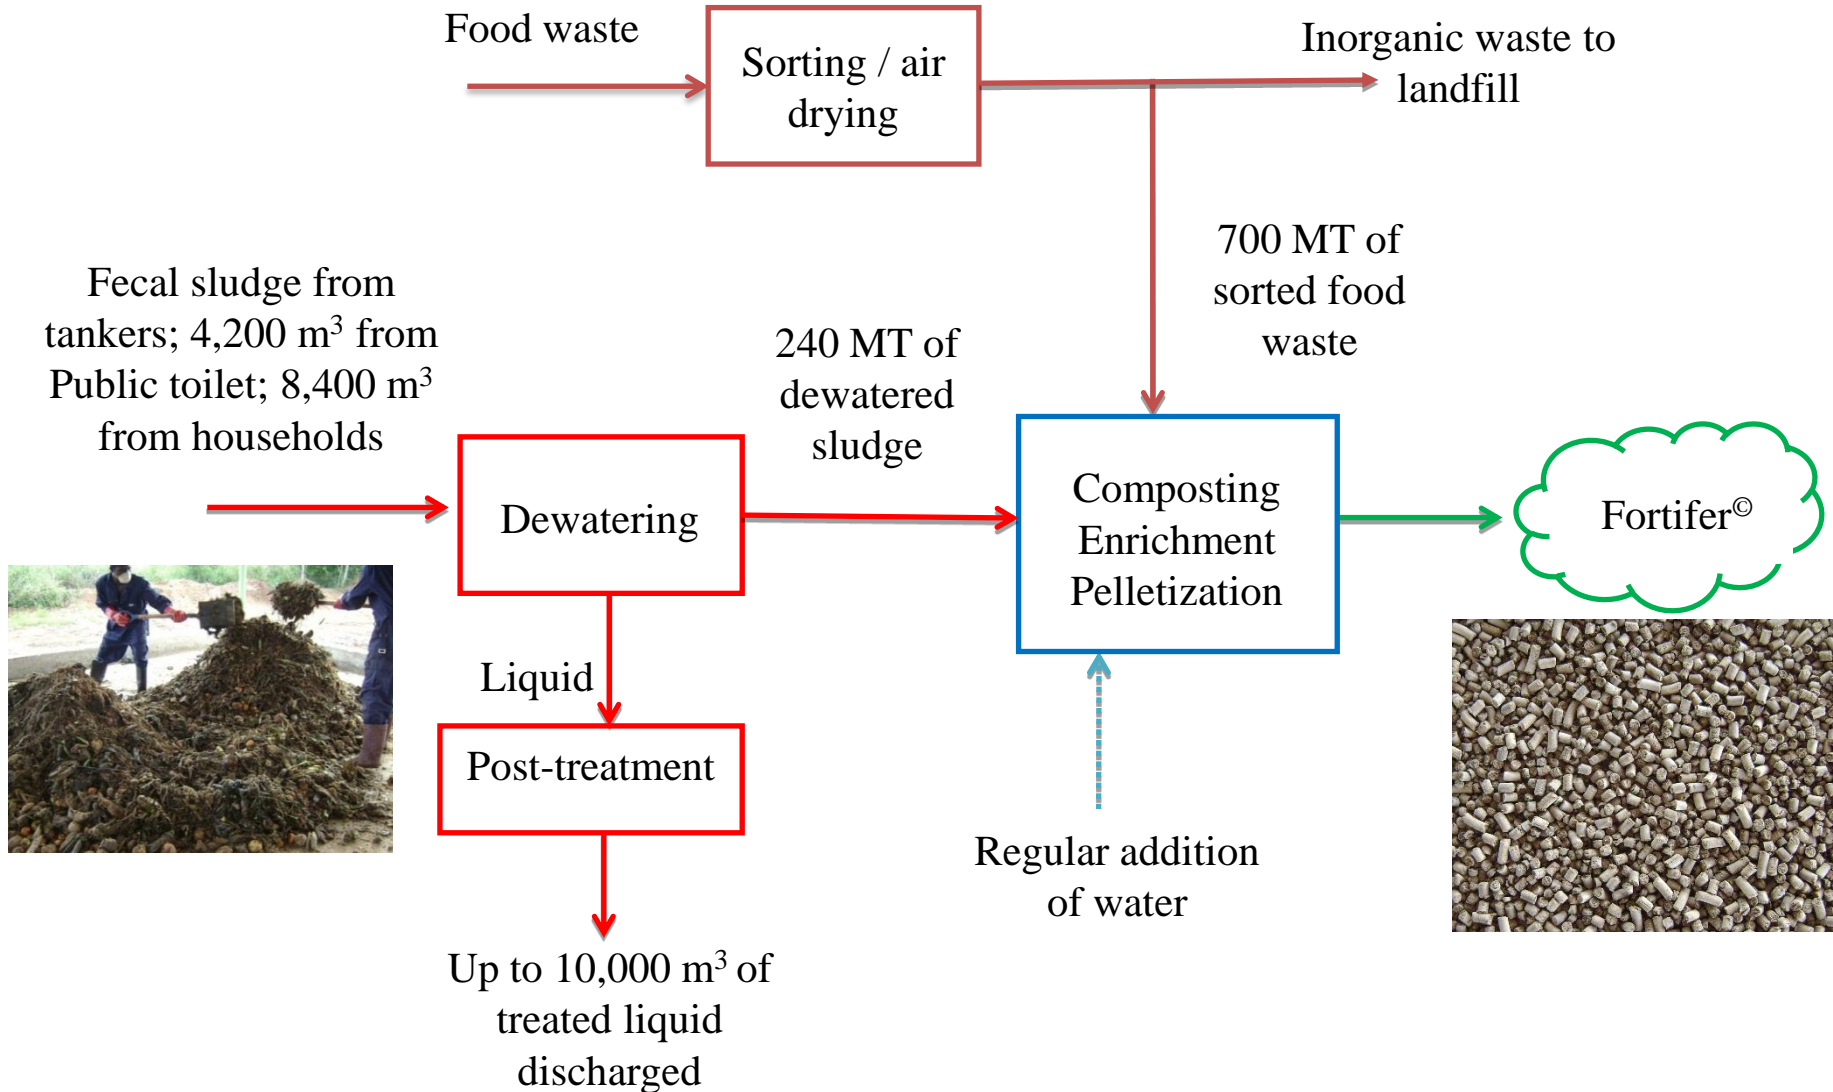 Food waste
Sorting / air
drying
Inorganic waste to
landfill
700 MT of
sorted food
waste
Fecal sludge from
tankers; 4,200 m³ from
Public toilet; 8,400 m³
from households
240 MT of
dewatered
sludge
Dewatering
Composting
Enrichment
Pelletization
Fortifer©
Liquid
Post-treatment
Regular addition
of water
Up to 10,000 m³ of
treated liquid
discharged